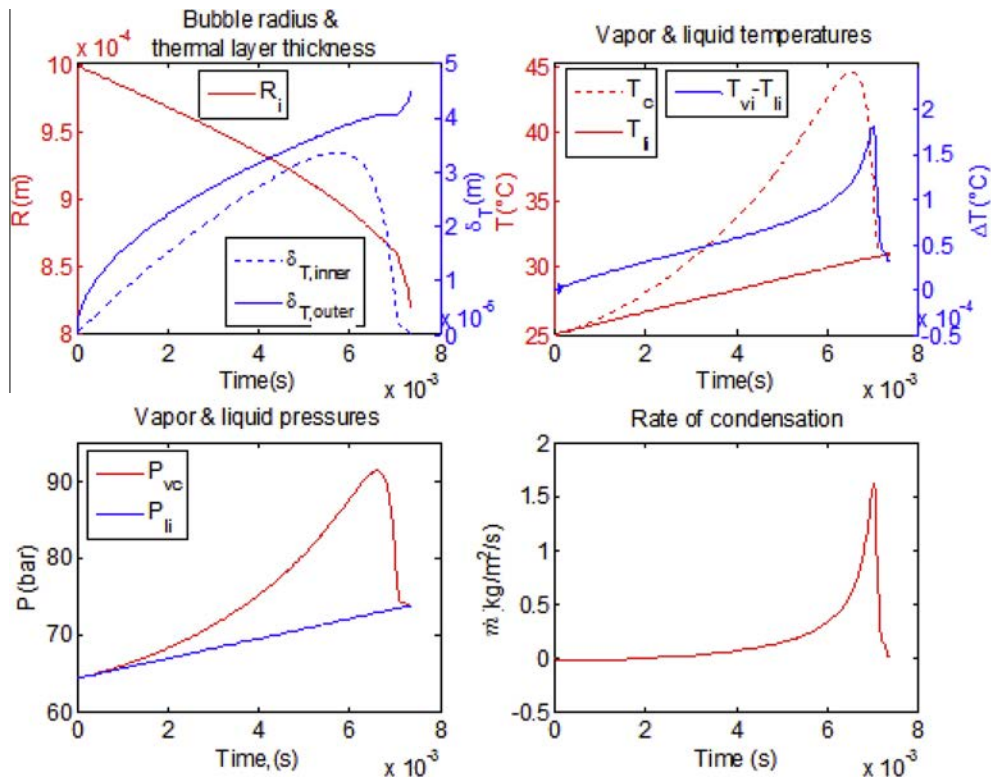 Bubble radius &
thermal layer thickness
x 10⁻⁴
10
9.5
9
8.5
8
R (m)
R_i
δ_T,inner
δ_T,outer
5
4
3
2
1
0
δ_T(m)
x 10⁻⁵
0 2 4 6 8
Time(s)
x 10⁻³
Vapor & liquid temperatures
45
40
35
30
25
T(°C)
T_c
T_li
T_vi-T_li
2
1.5
1
0.5
0
-0.5
ΔT(°C)
x 10⁻⁴
0 2 4 6 8
Time(s)
x 10⁻³
Vapor & liquid pressures
90
80
70
60
P(bar)
P_vc
P_li
0 2 4 6 8
Time,(s)
x 10⁻³
Rate of condensation
2
1.5
1
0.5
0
-0.5
ṁ (kg/m²/s)
0 2 4 6 8
Time (s)
x 10⁻³